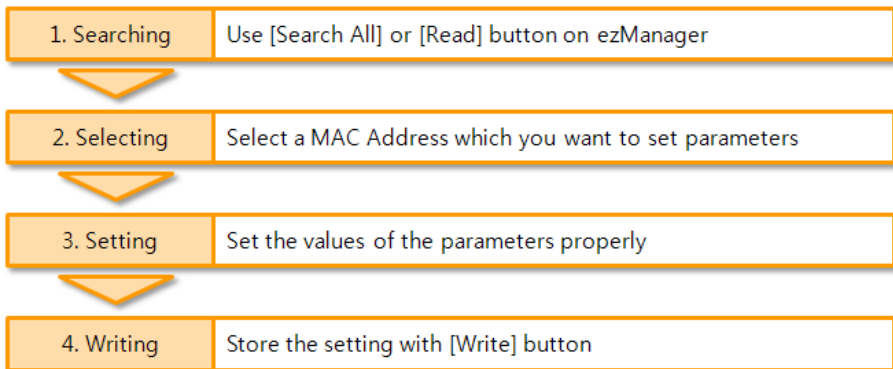 1. Searching Use [Search All] or [Read] button on ezManager
2. Selecting Select a MAC Address which you want to set parameters
3. Setting Set the values of the parameters properly
4. Writing Store the setting with [Write] button